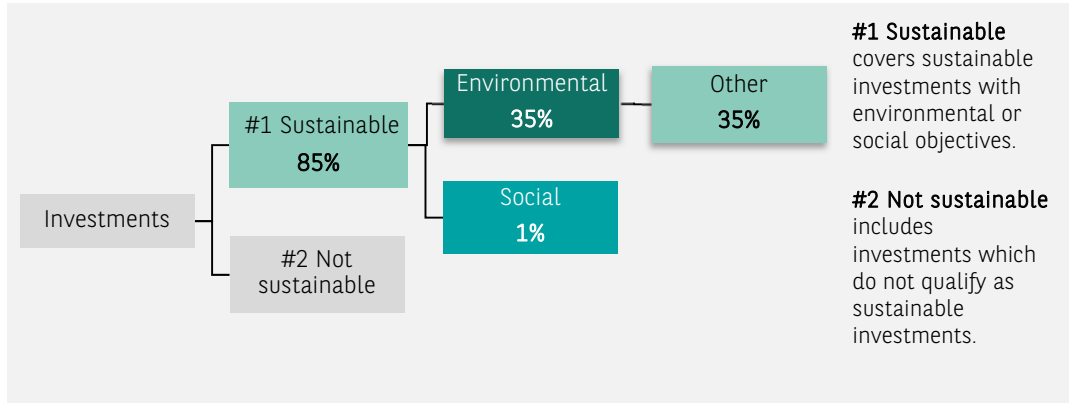 Investments
#1 Sustainable
85%
#2 Not
sustainable
Environmental
35%
Social
1%
Other
35%
#1 Sustainable
covers sustainable
investments with
environmental or
social objectives.
#2 Not sustainable
includes
investments which
do not qualify as
sustainable
investments.